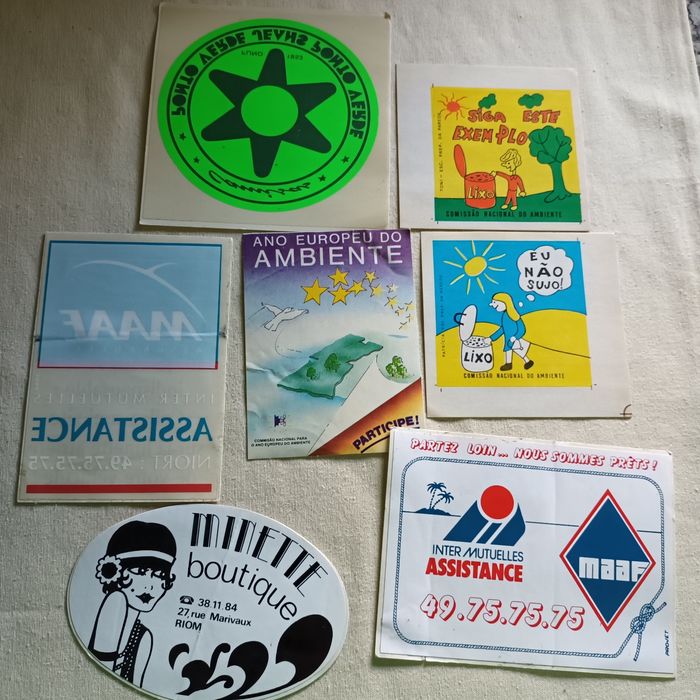 VERDE JEANS
VERDE
Camisas
SIGA ESTE
EXEMPLO
LIXO
COMISSÃO NACIONAL DO AMBIENTE
MAAF
INTER MUTUELLES
ASSISTANCE
NIORT 49.75.75.75
ANO EUROPEU DO
AMBIENTE
COMISSÃO NACIONAL PARA
O ANO EUROPEU DO AMBIENTE
PARTICIPE!
EU
NÃO
SUJO!
LIXO
COMISSÃO NACIONAL DO AMBIENTE
MINETTE
boutique
☎ 38.11.84
27, rue Marivaux
RIOM
PARTEZ LOIN... NOUS SOMMES PRÊTS !
INTER MUTUELLES
ASSISTANCE
maaf
49.75.75.75
PROJET